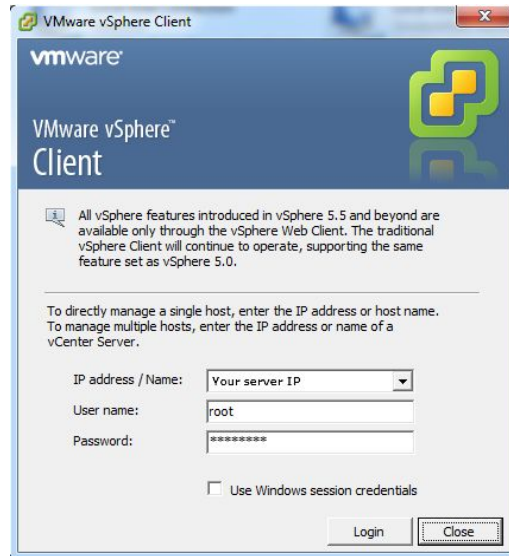 VMware vSphere Client
vmware
VMware vSphere™
Client
All vSphere features introduced in vSphere 5.5 and beyond are
available only through the vSphere Web Client. The traditional
vSphere Client will continue to operate, supporting the same
feature set as vSphere 5.0.
To directly manage a single host, enter the IP address or host name.
To manage multiple hosts, enter the IP address or name of a
vCenter Server.
IP address / Name: Your server IP
User name: root
Password: ********
Use Windows session credentials
Login Close